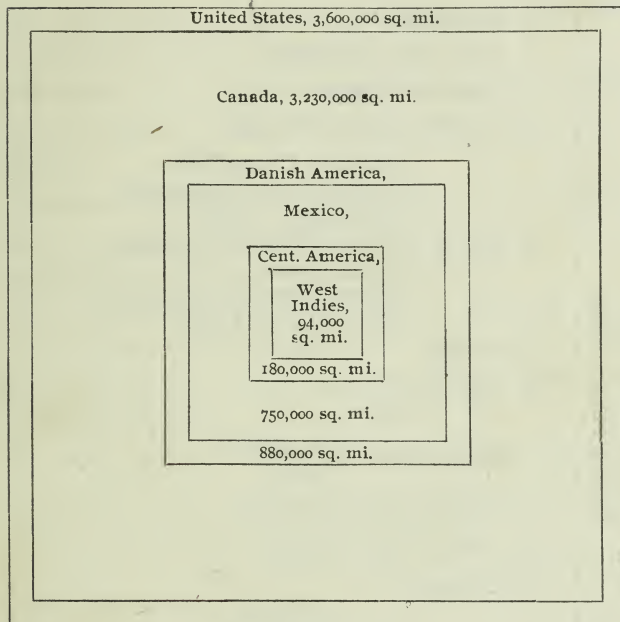 United States, 3,600,000 sq. mi.
Canada, 3,230,000 sq. mi.
Danish America,
Mexico,
Cent. America,
West
Indies,
94,000
sq. mi.
180,000 sq. mi.
750,000 sq. mi.
880,000 sq. mi.